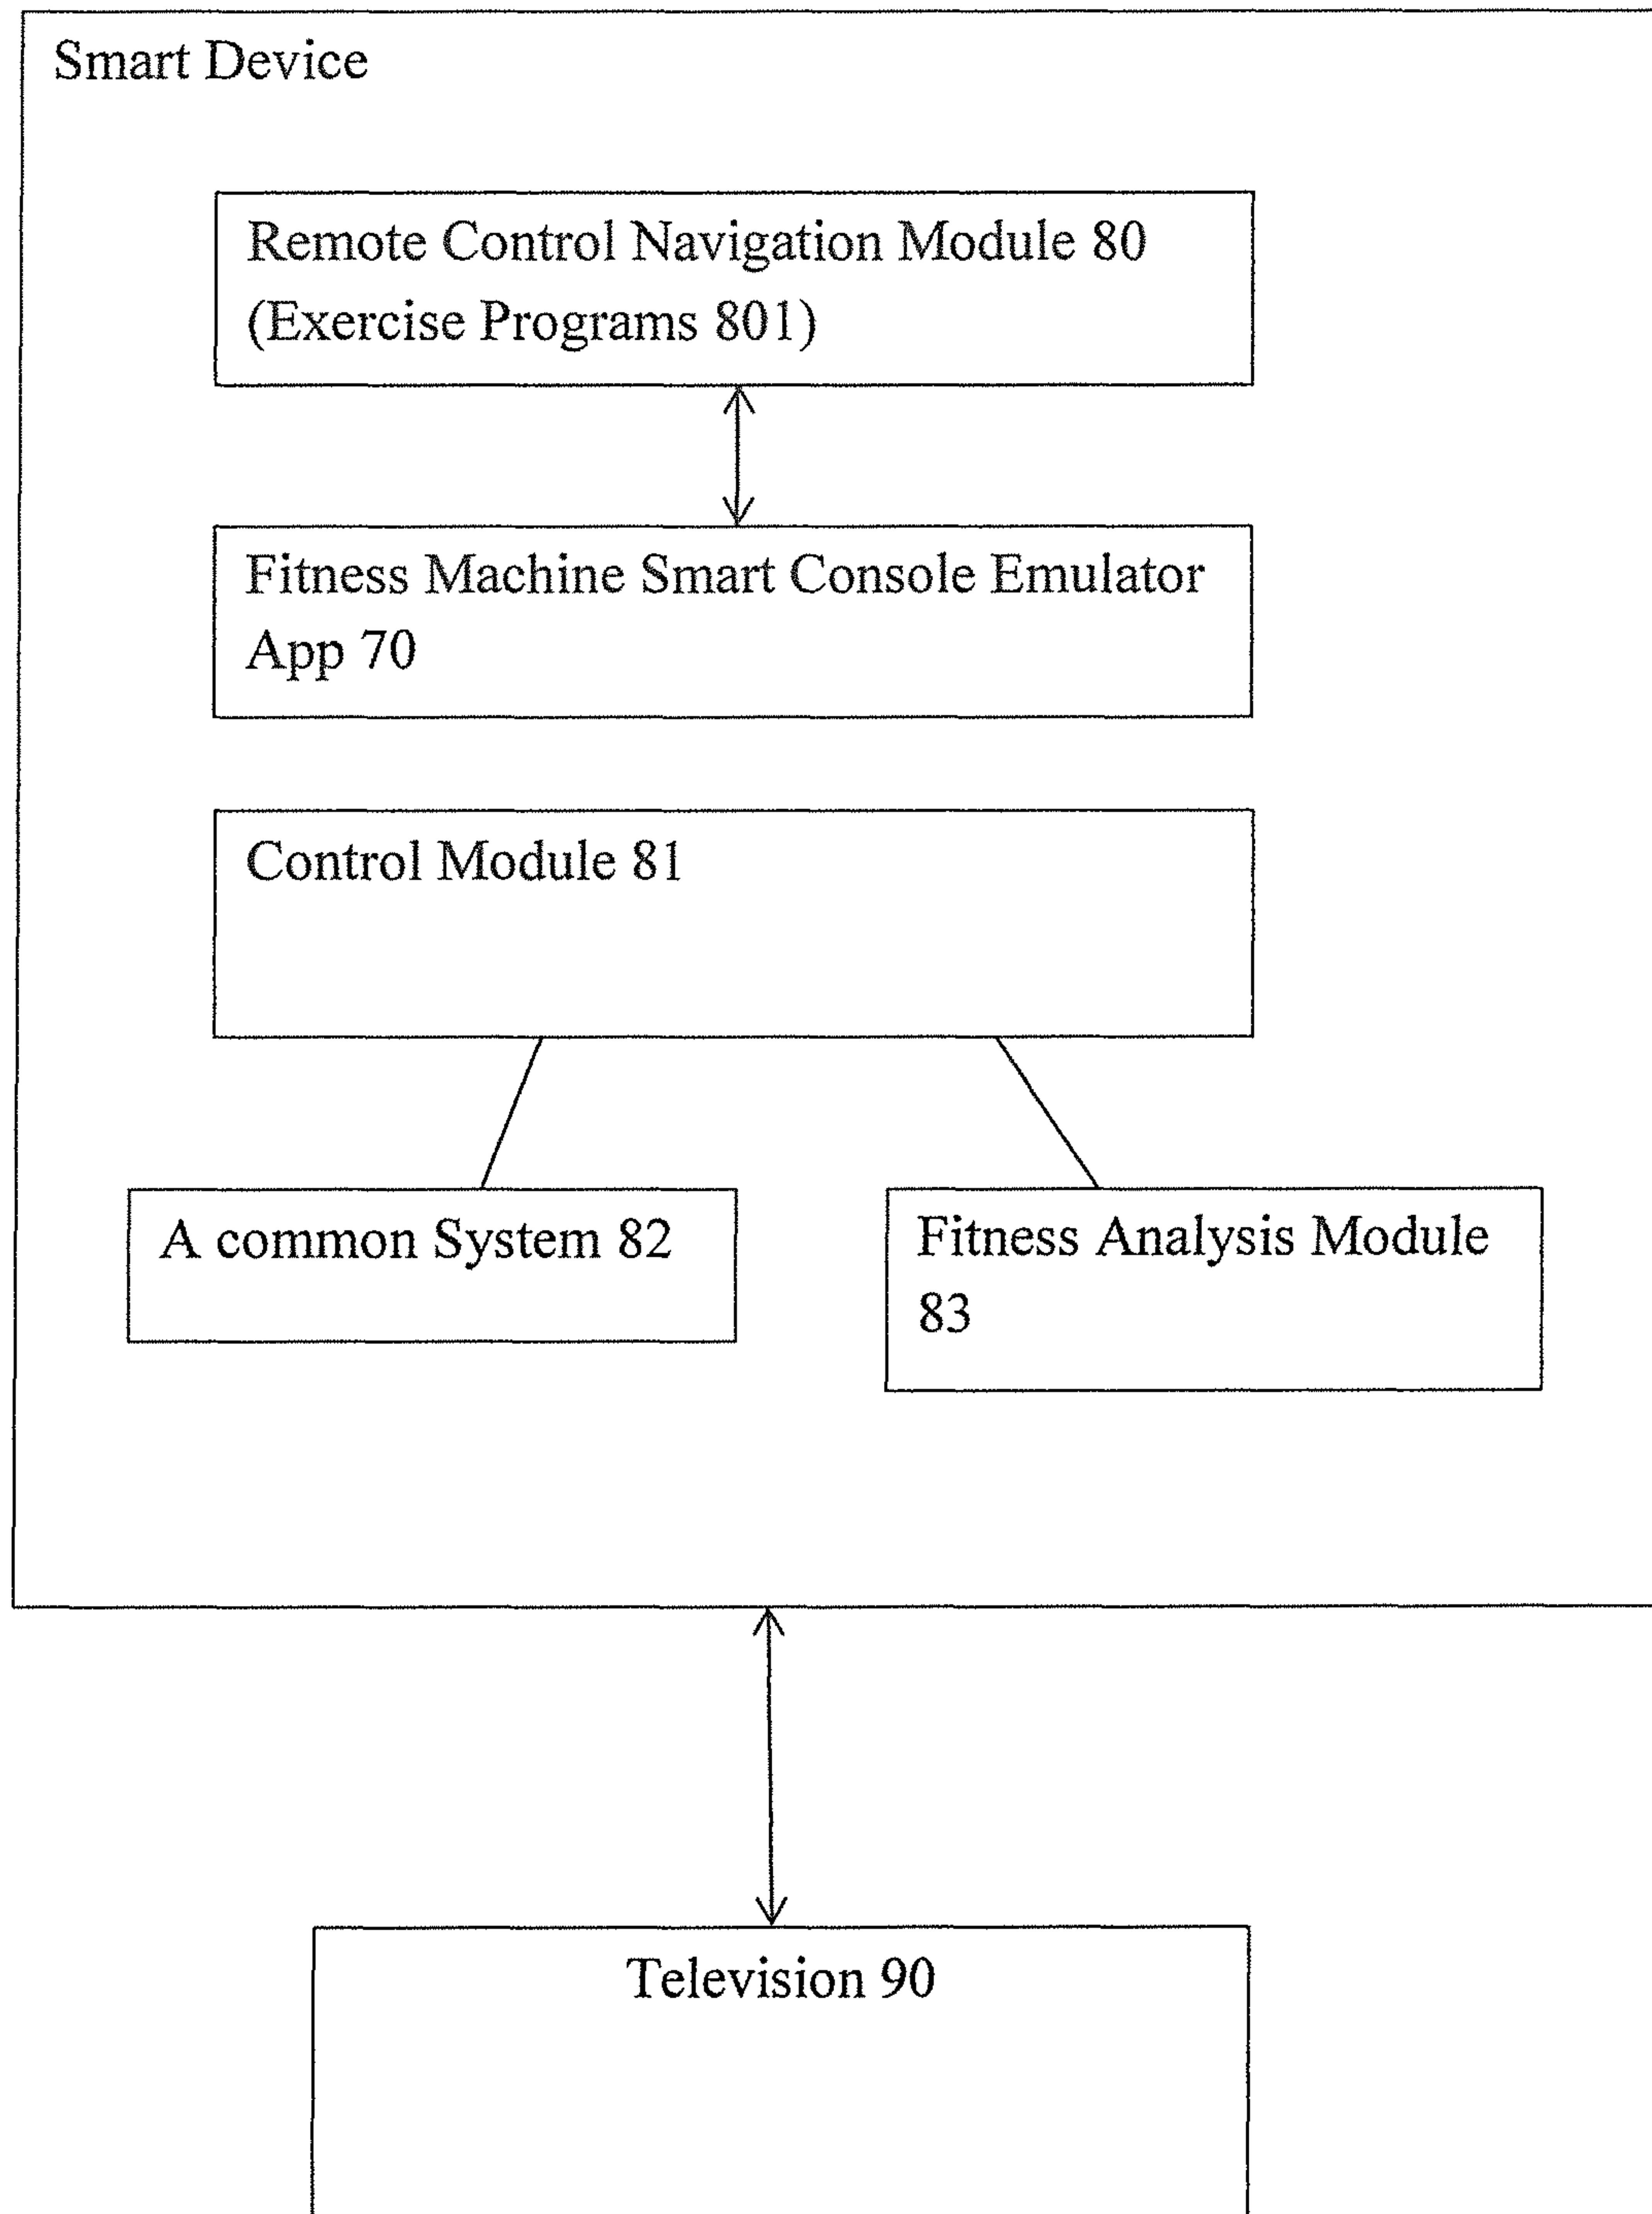 Smart Device
Remote Control Navigation Module 80
(Exercise Programs 801)
Fitness Machine Smart Console Emulator
App 70
Control Module 81
A common System 82
Fitness Analysis Module
83
Television 90